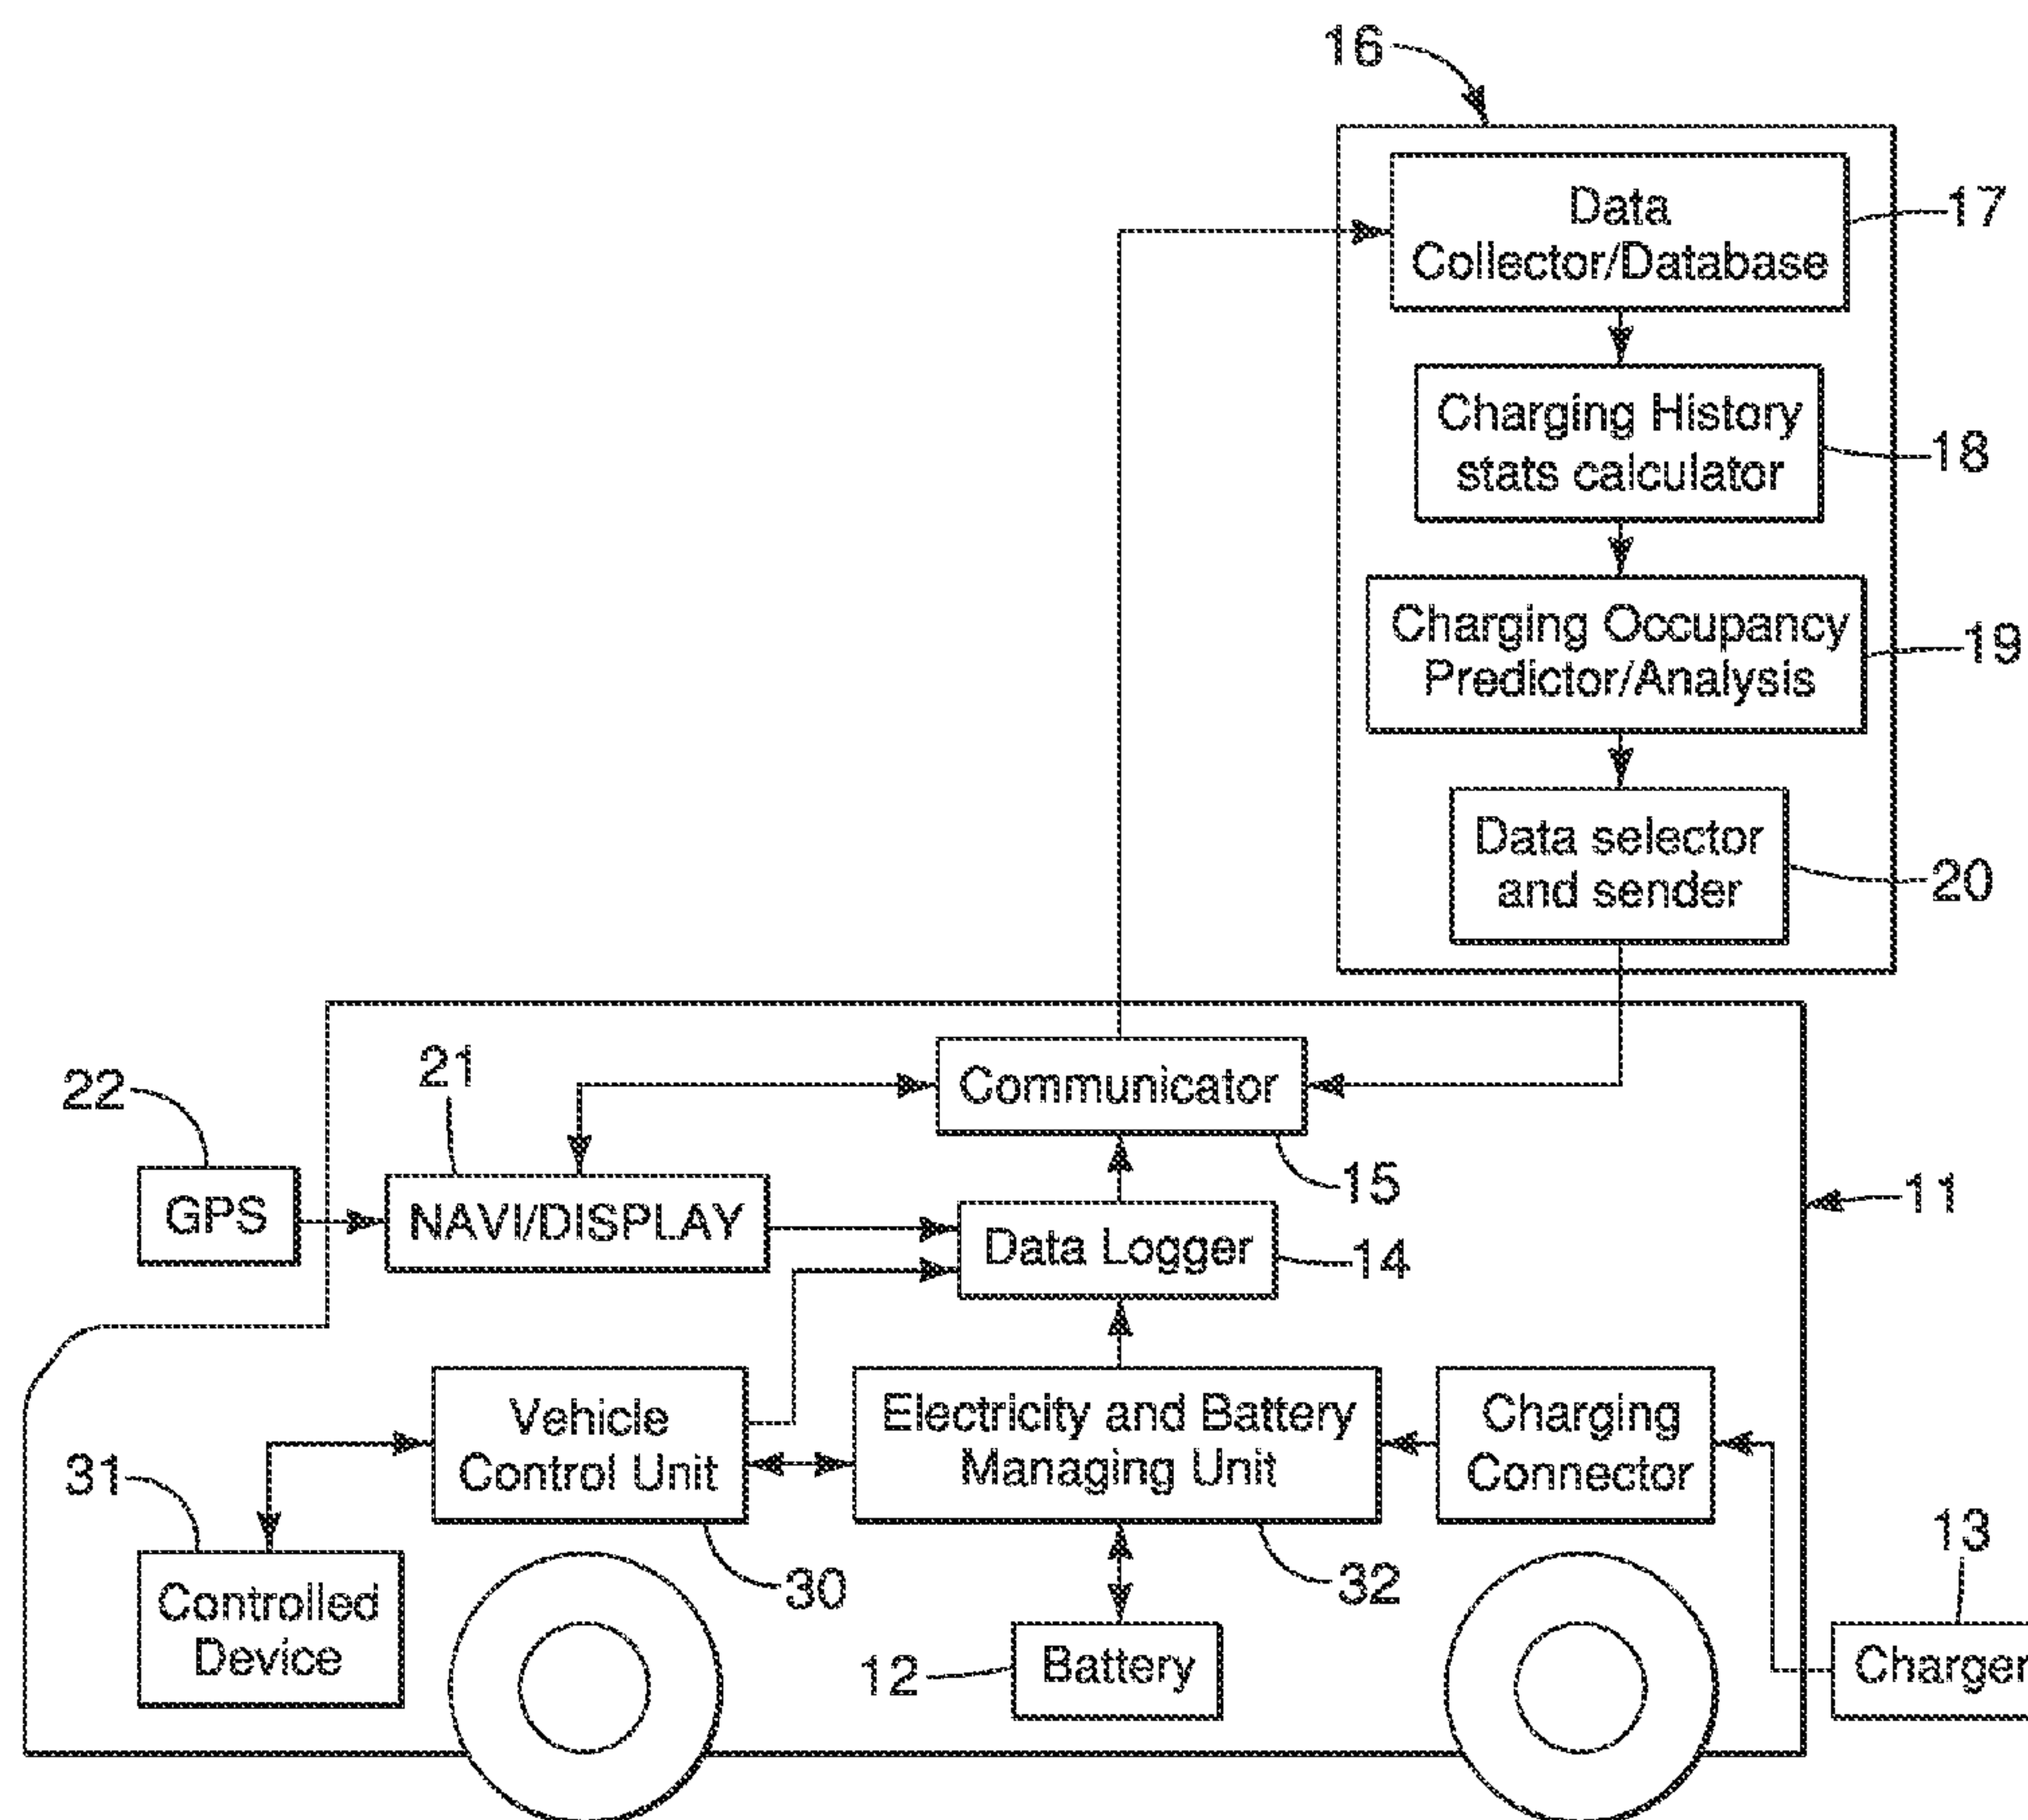 16
Data
Collector/Database
17
Charging History
stats calculator
18
Charging Occupancy
Predictor/Analysis
19
Data selector
and sender
20
22
21
Communicator
15
11
GPS
NAVI/DISPLAY
Data Logger
14
31
Vehicle
Control Unit
30
Electricity and Battery
Managing Unit
32
Charging
Connector
13
Controlled
Device
12
Battery
Charger